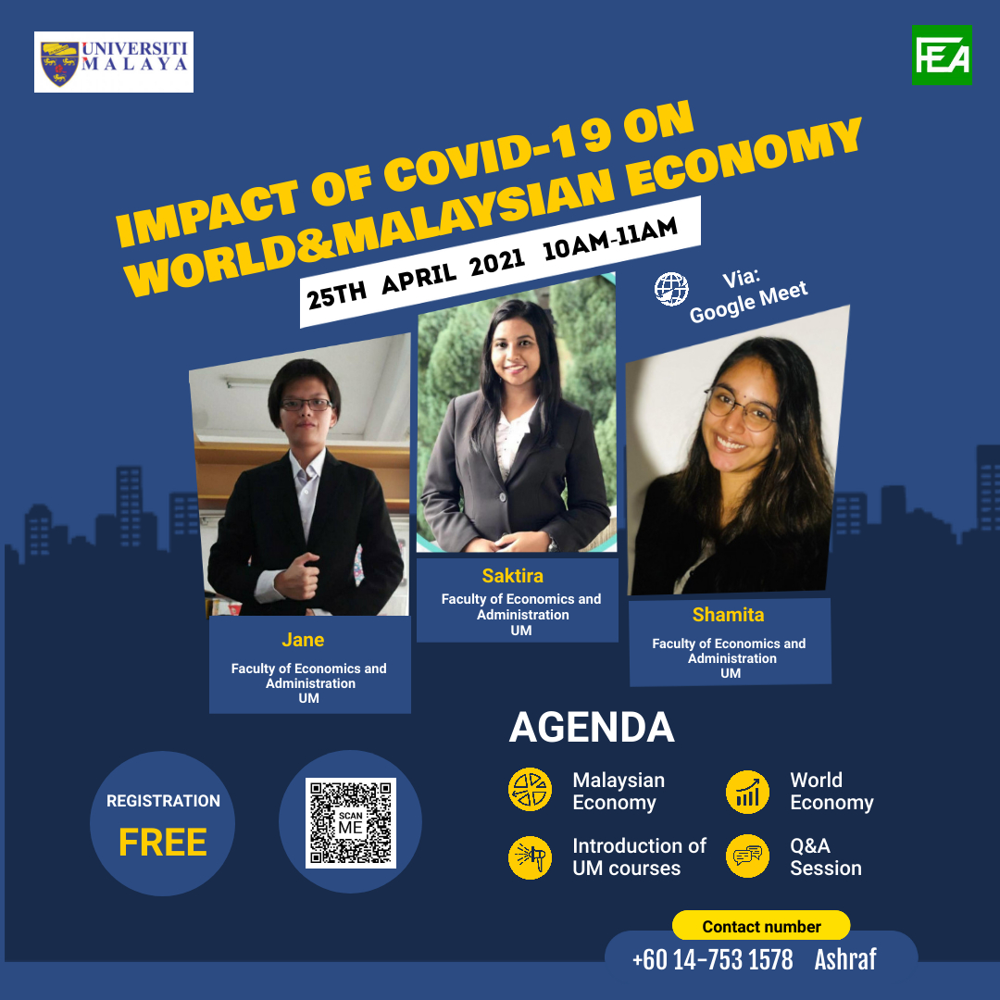 UNIVERSITI
MALAYA
FEA
IMPACT OF COVID-19 ON
WORLD&MALAYSIAN ECONOMY
25TH APRIL 2021 10AM-11AM
Via:
Google Meet
Saktira
Faculty of Economics and
Administration
UM
Shamita
Faculty of Economics and
Administration
UM
Jane
Faculty of Economics and
Administration
UM
REGISTRATION
FREE
SCAN
ME
AGENDA
Malaysian
Economy
World
Economy
Introduction of
UM courses
Q&A
Session
Contact number
+60 14-753 1578 Ashraf